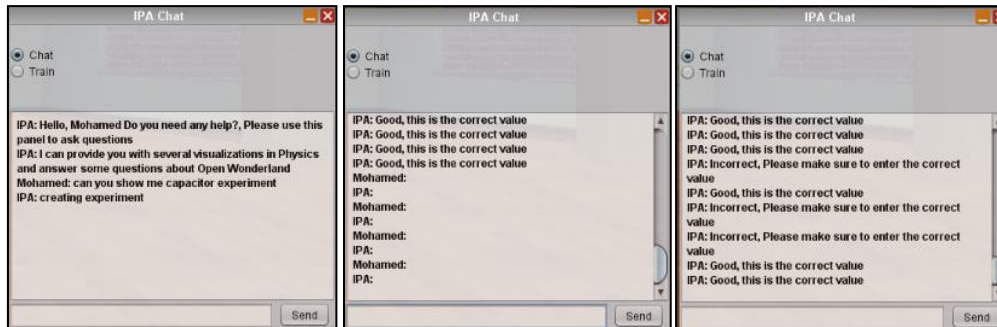 IPA Chat
Chat
Train
IPA: Hello, Mohamed Do you need any help?, Please use this
panel to ask questions
IPA: I can provide you with several visualizations in Physics
and answer some questions about Open Wonderland
Mohamed: can you show me capacitor experiment
IPA: creating experiment
Send
IPA Chat
Chat
Train
IPA: Good, this is the correct value
IPA: Good, this is the correct value
IPA: Good, this is the correct value
IPA: Good, this is the correct value
Mohamed:
IPA:
Mohamed:
IPA:
Mohamed:
IPA:
Mohamed:
IPA:
Send
IPA Chat
Chat
Train
IPA: Good, this is the correct value
IPA: Good, this is the correct value
IPA: Good, this is the correct value
IPA: Incorrect, Please make sure to enter the correct
value
IPA: Good, this is the correct value
IPA: Incorrect, Please make sure to enter the correct
value
IPA: Incorrect, Please make sure to enter the correct
value
IPA: Good, this is the correct value
IPA: Good, this is the correct value
Send